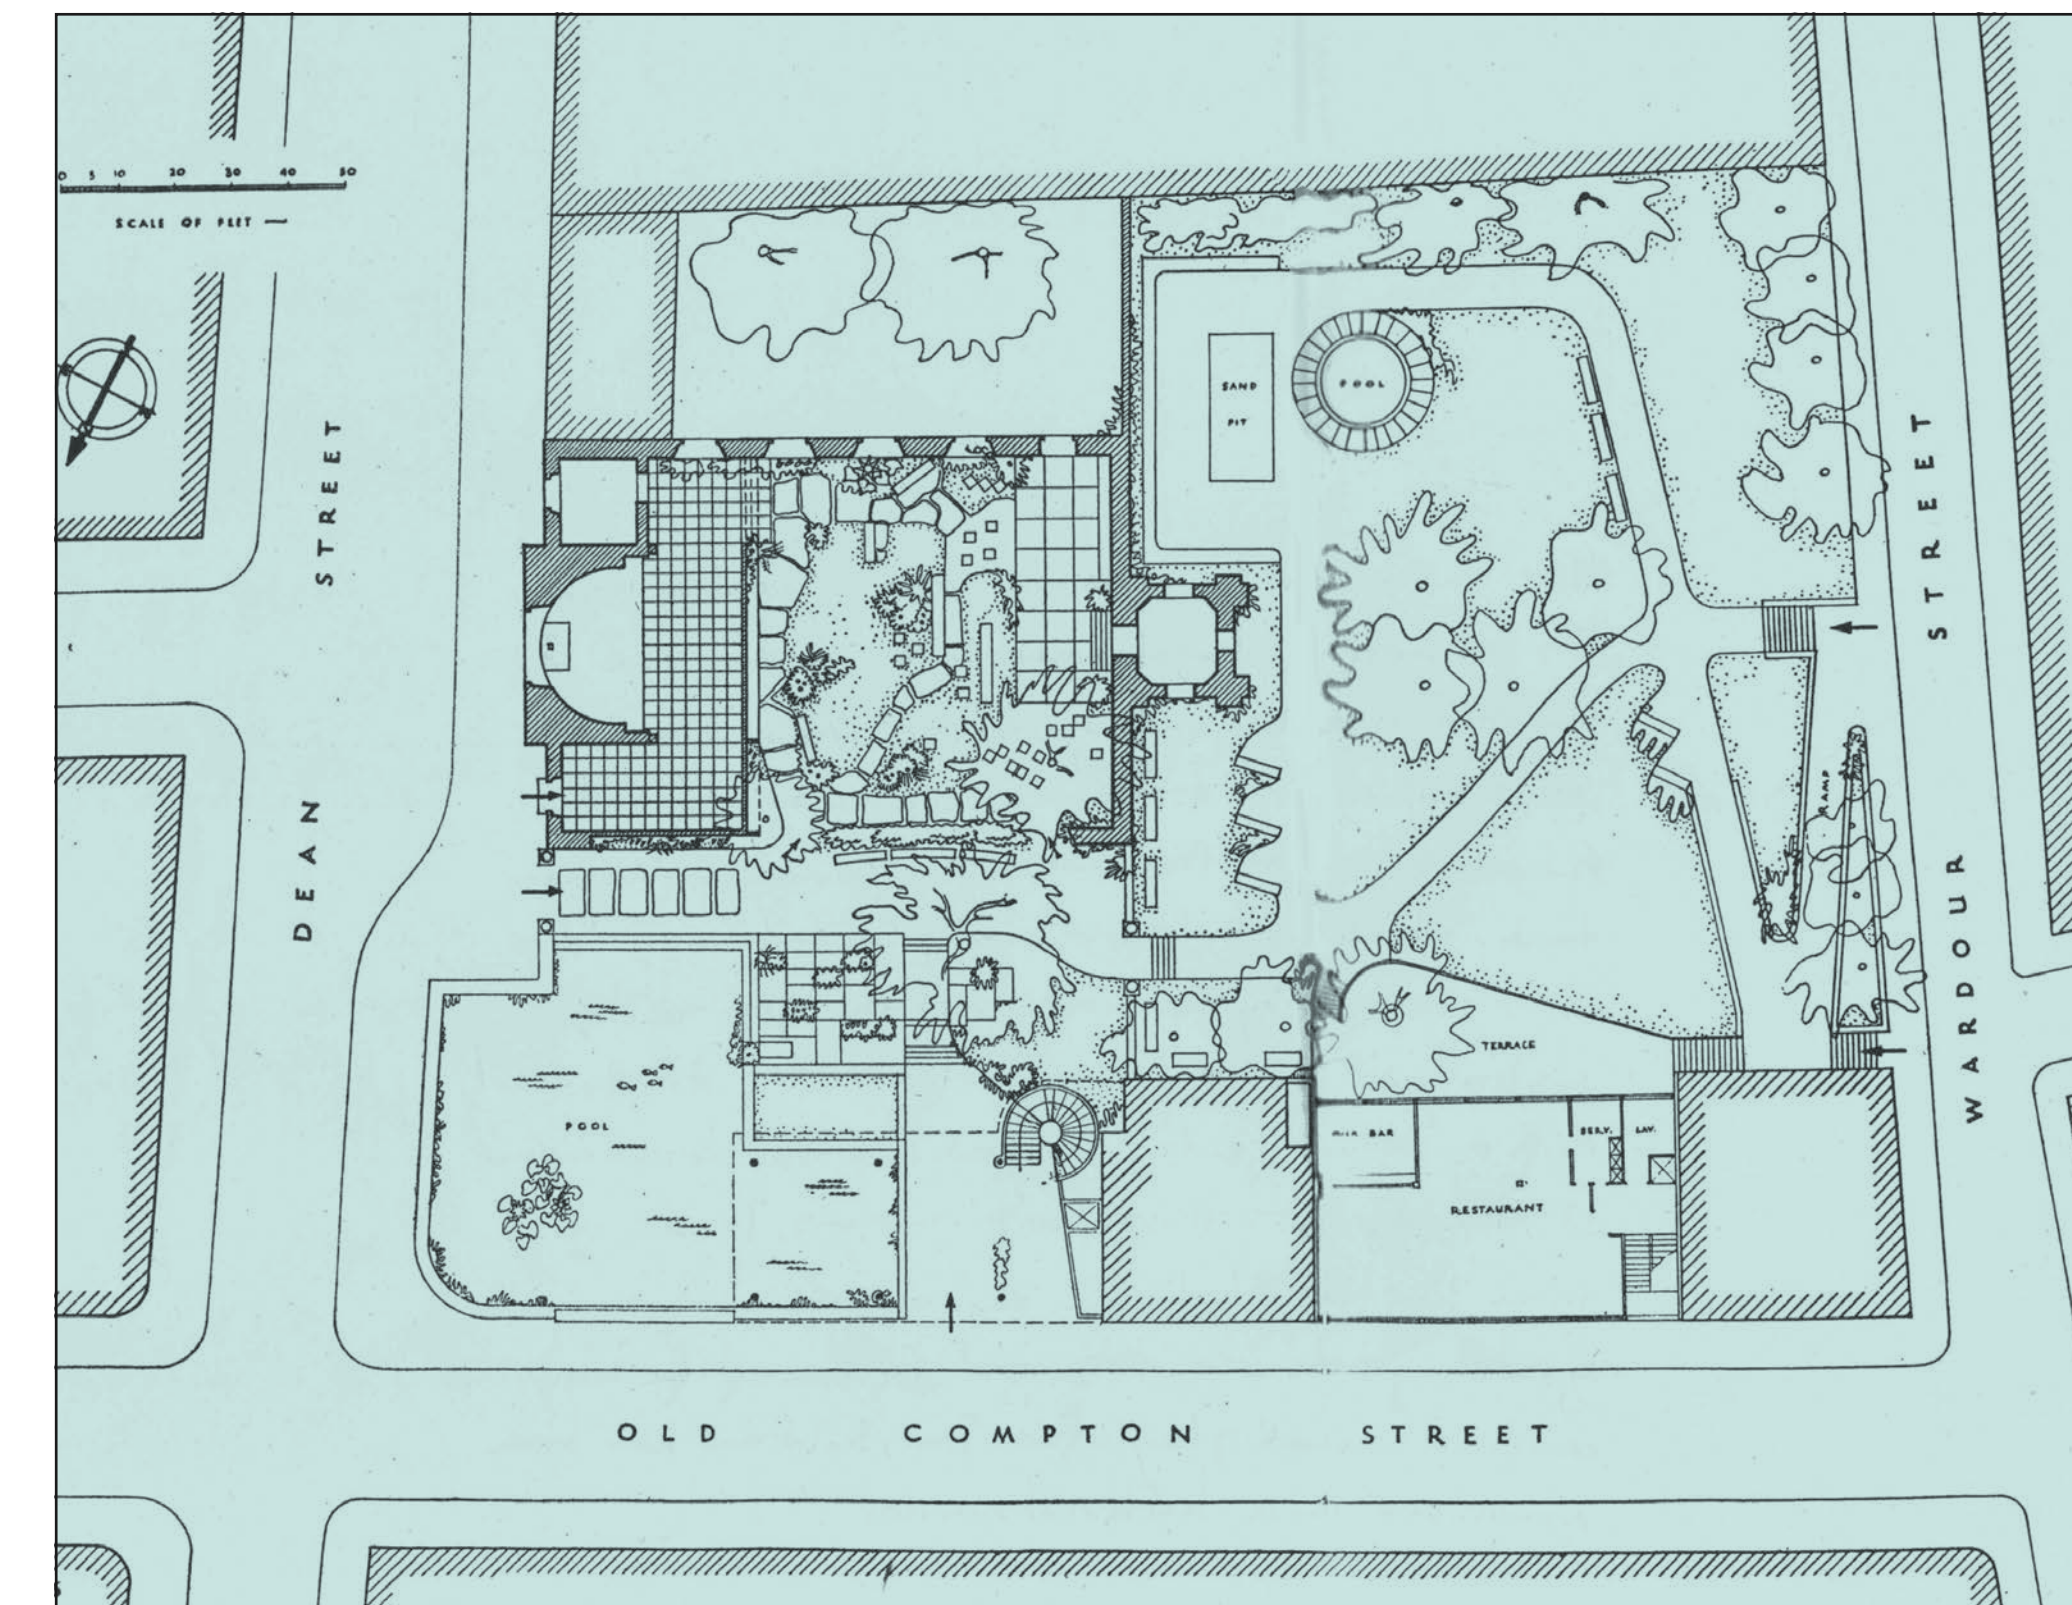 0 5 10 20 30 40 50
SCALE OF FEET
SAND
PIT
POOL
DEAN STREET
WARDOUR STREET
RAMP
TERRACE
POOL
BAR
SERV.
LAV.
RESTAURANT
OLD COMPTON STREET